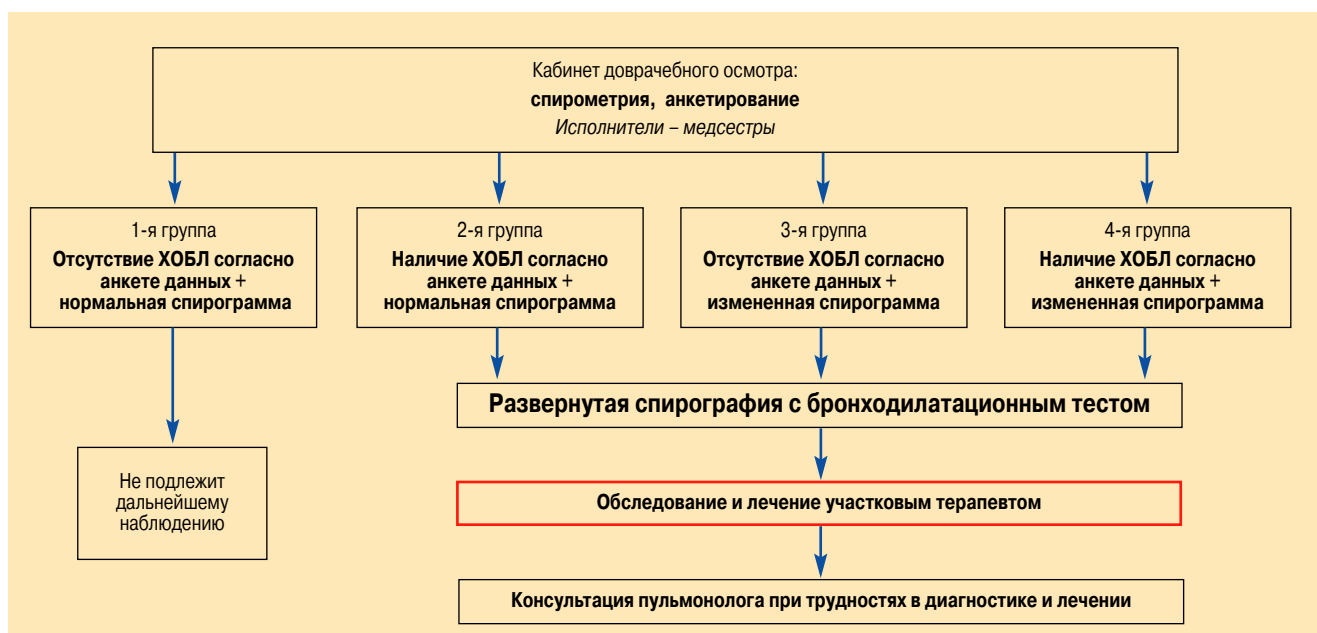 Кабинет доврачебного осмотра:
спирометрия, анкетирование
Исполнители – медсестры
1-я группа
Отсутствие ХОБЛ согласно
анкете данных +
нормальная спирограмма
2-я группа
Наличие ХОБЛ согласно
анкете данных +
нормальная спирограмма
3-я группа
Отсутствие ХОБЛ согласно
анкете данных +
измененная спирограмма
4-я группа
Наличие ХОБЛ согласно
анкете данных +
измененная спирограмма
Развернутая спирография с бронходилатационным тестом
Не подлежит
дальнейшему
наблюдению
Обследование и лечение участковым терапевтом
Консультация пульмонолога при трудностях в диагностике и лечении